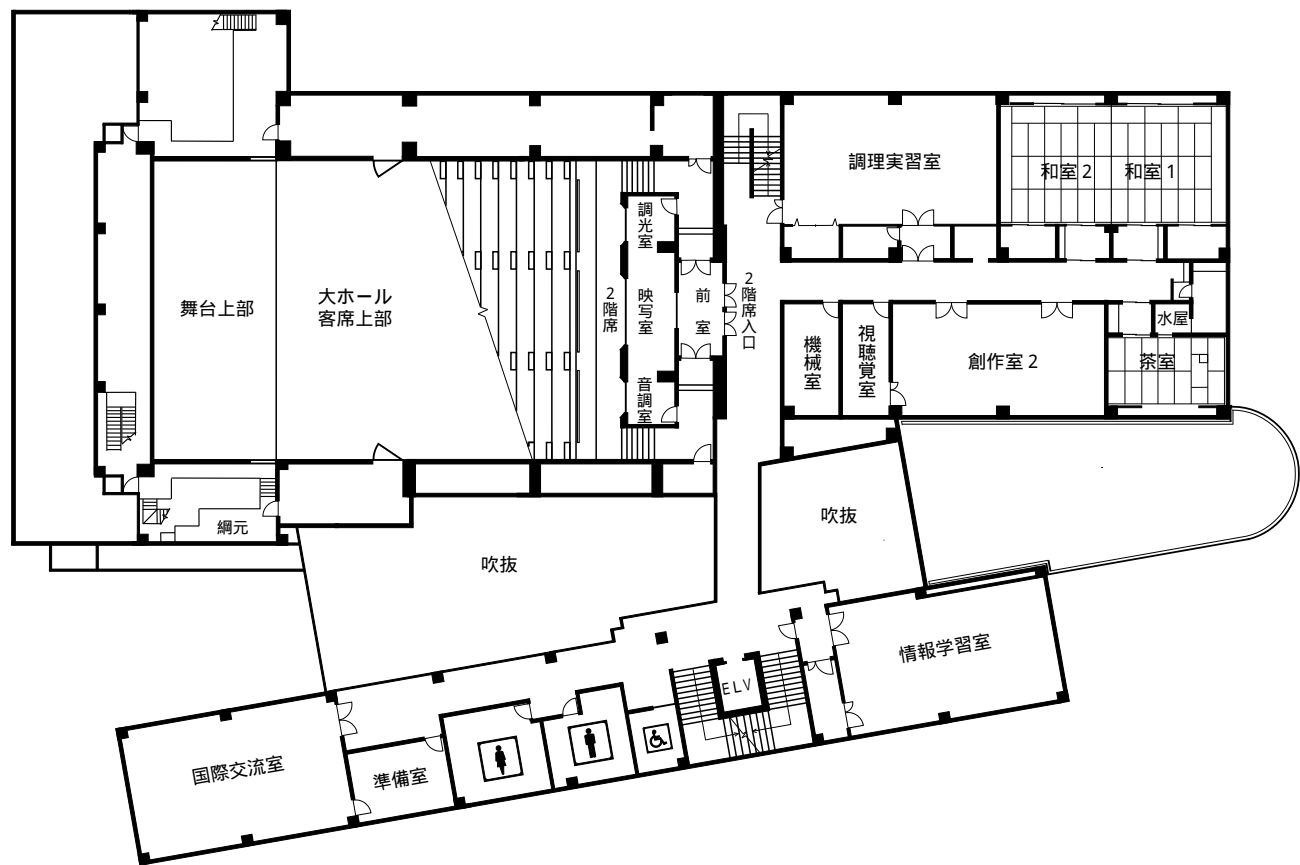 調理実習室
和室2
和室1
調光室
2階席
映写室
前室
2階席入口
舞台上部
大ホール
客席上部
音調室
機械室
視聴覚室
創作室2
水屋
茶室
綱元
吹抜
吹抜
情報学習室
ELV
国際交流室
準備室